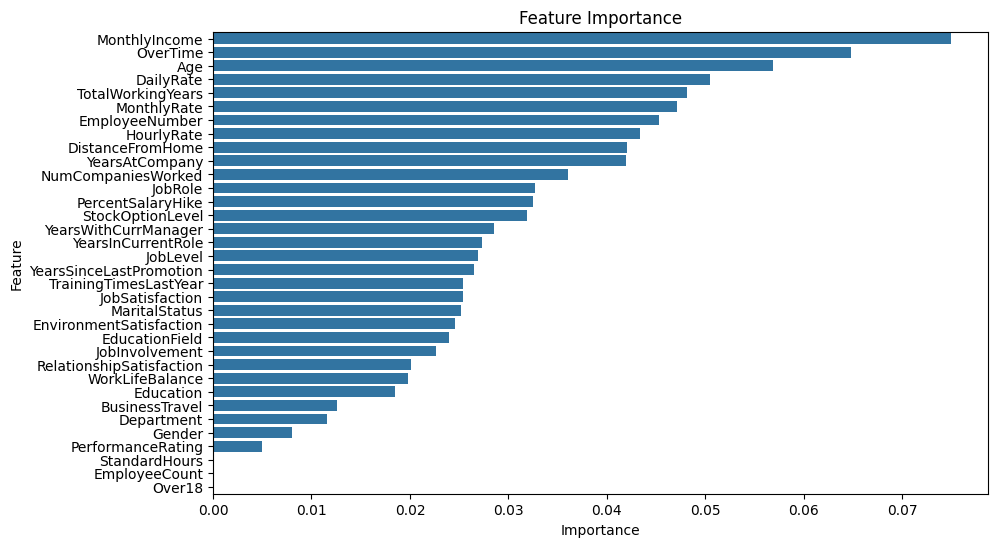 Feature Importance
MonthlyIncome
OverTime
Age
DailyRate
TotalWorkingYears
MonthlyRate
EmployeeNumber
HourlyRate
DistanceFromHome
YearsAtCompany
NumCompaniesWorked
JobRole
PercentSalaryHike
StockOptionLevel
YearsWithCurrManager
YearsInCurrentRole
JobLevel
YearsSinceLastPromotion
TrainingTimesLastYear
JobSatisfaction
MaritalStatus
EnvironmentSatisfaction
EducationField
JobInvolvement
RelationshipSatisfaction
WorkLifeBalance
Education
BusinessTravel
Department
Gender
PerformanceRating
StandardHours
EmployeeCount
Over18
Feature
0.00 0.01 0.02 0.03 0.04 0.05 0.06 0.07
Importance